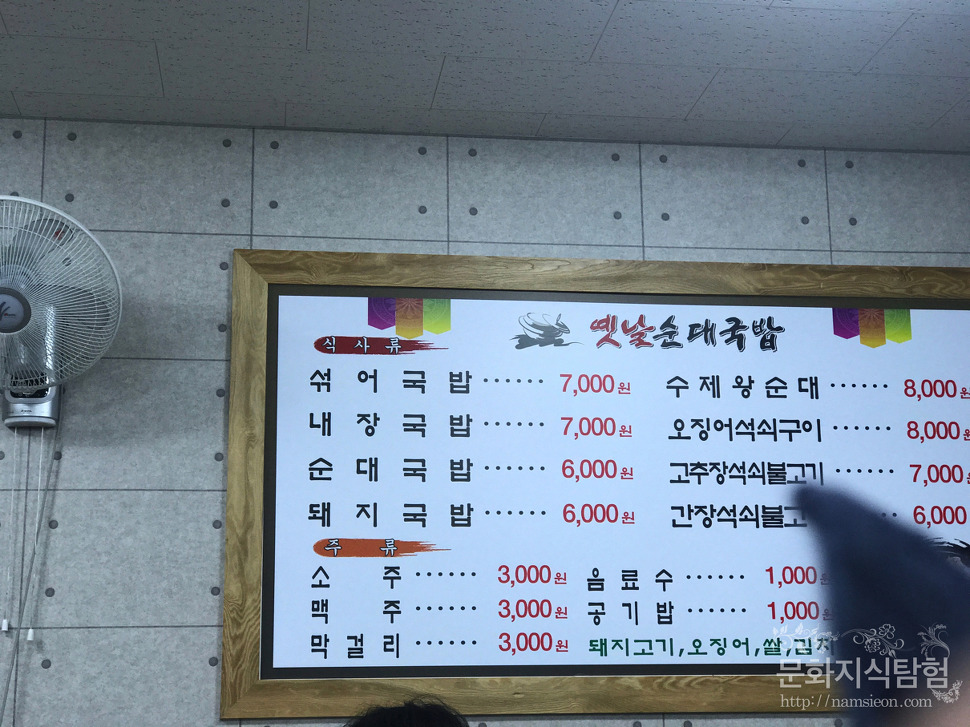 옛날순대국밥
식사류
섞어국밥 ······ 7,000원
내장국밥 ······ 7,000원
순대국밥 ······ 6,000원
돼지국밥 ······ 6,000원
수제왕순대 ······ 8,000원
오징어석쇠구이 ······ 8,000원
고추장석쇠불고기 ······ 7,000원
간장석쇠불고 6,000
주류
소주 ······ 3,000원
맥주 ······ 3,000원
막걸리 ······ 3,000원
음료수 ······ 1,000원
공기밥 ······ 1,000원
돼지고기,오징어,쌀,김치
문화지식탐험
http://namsieon.com